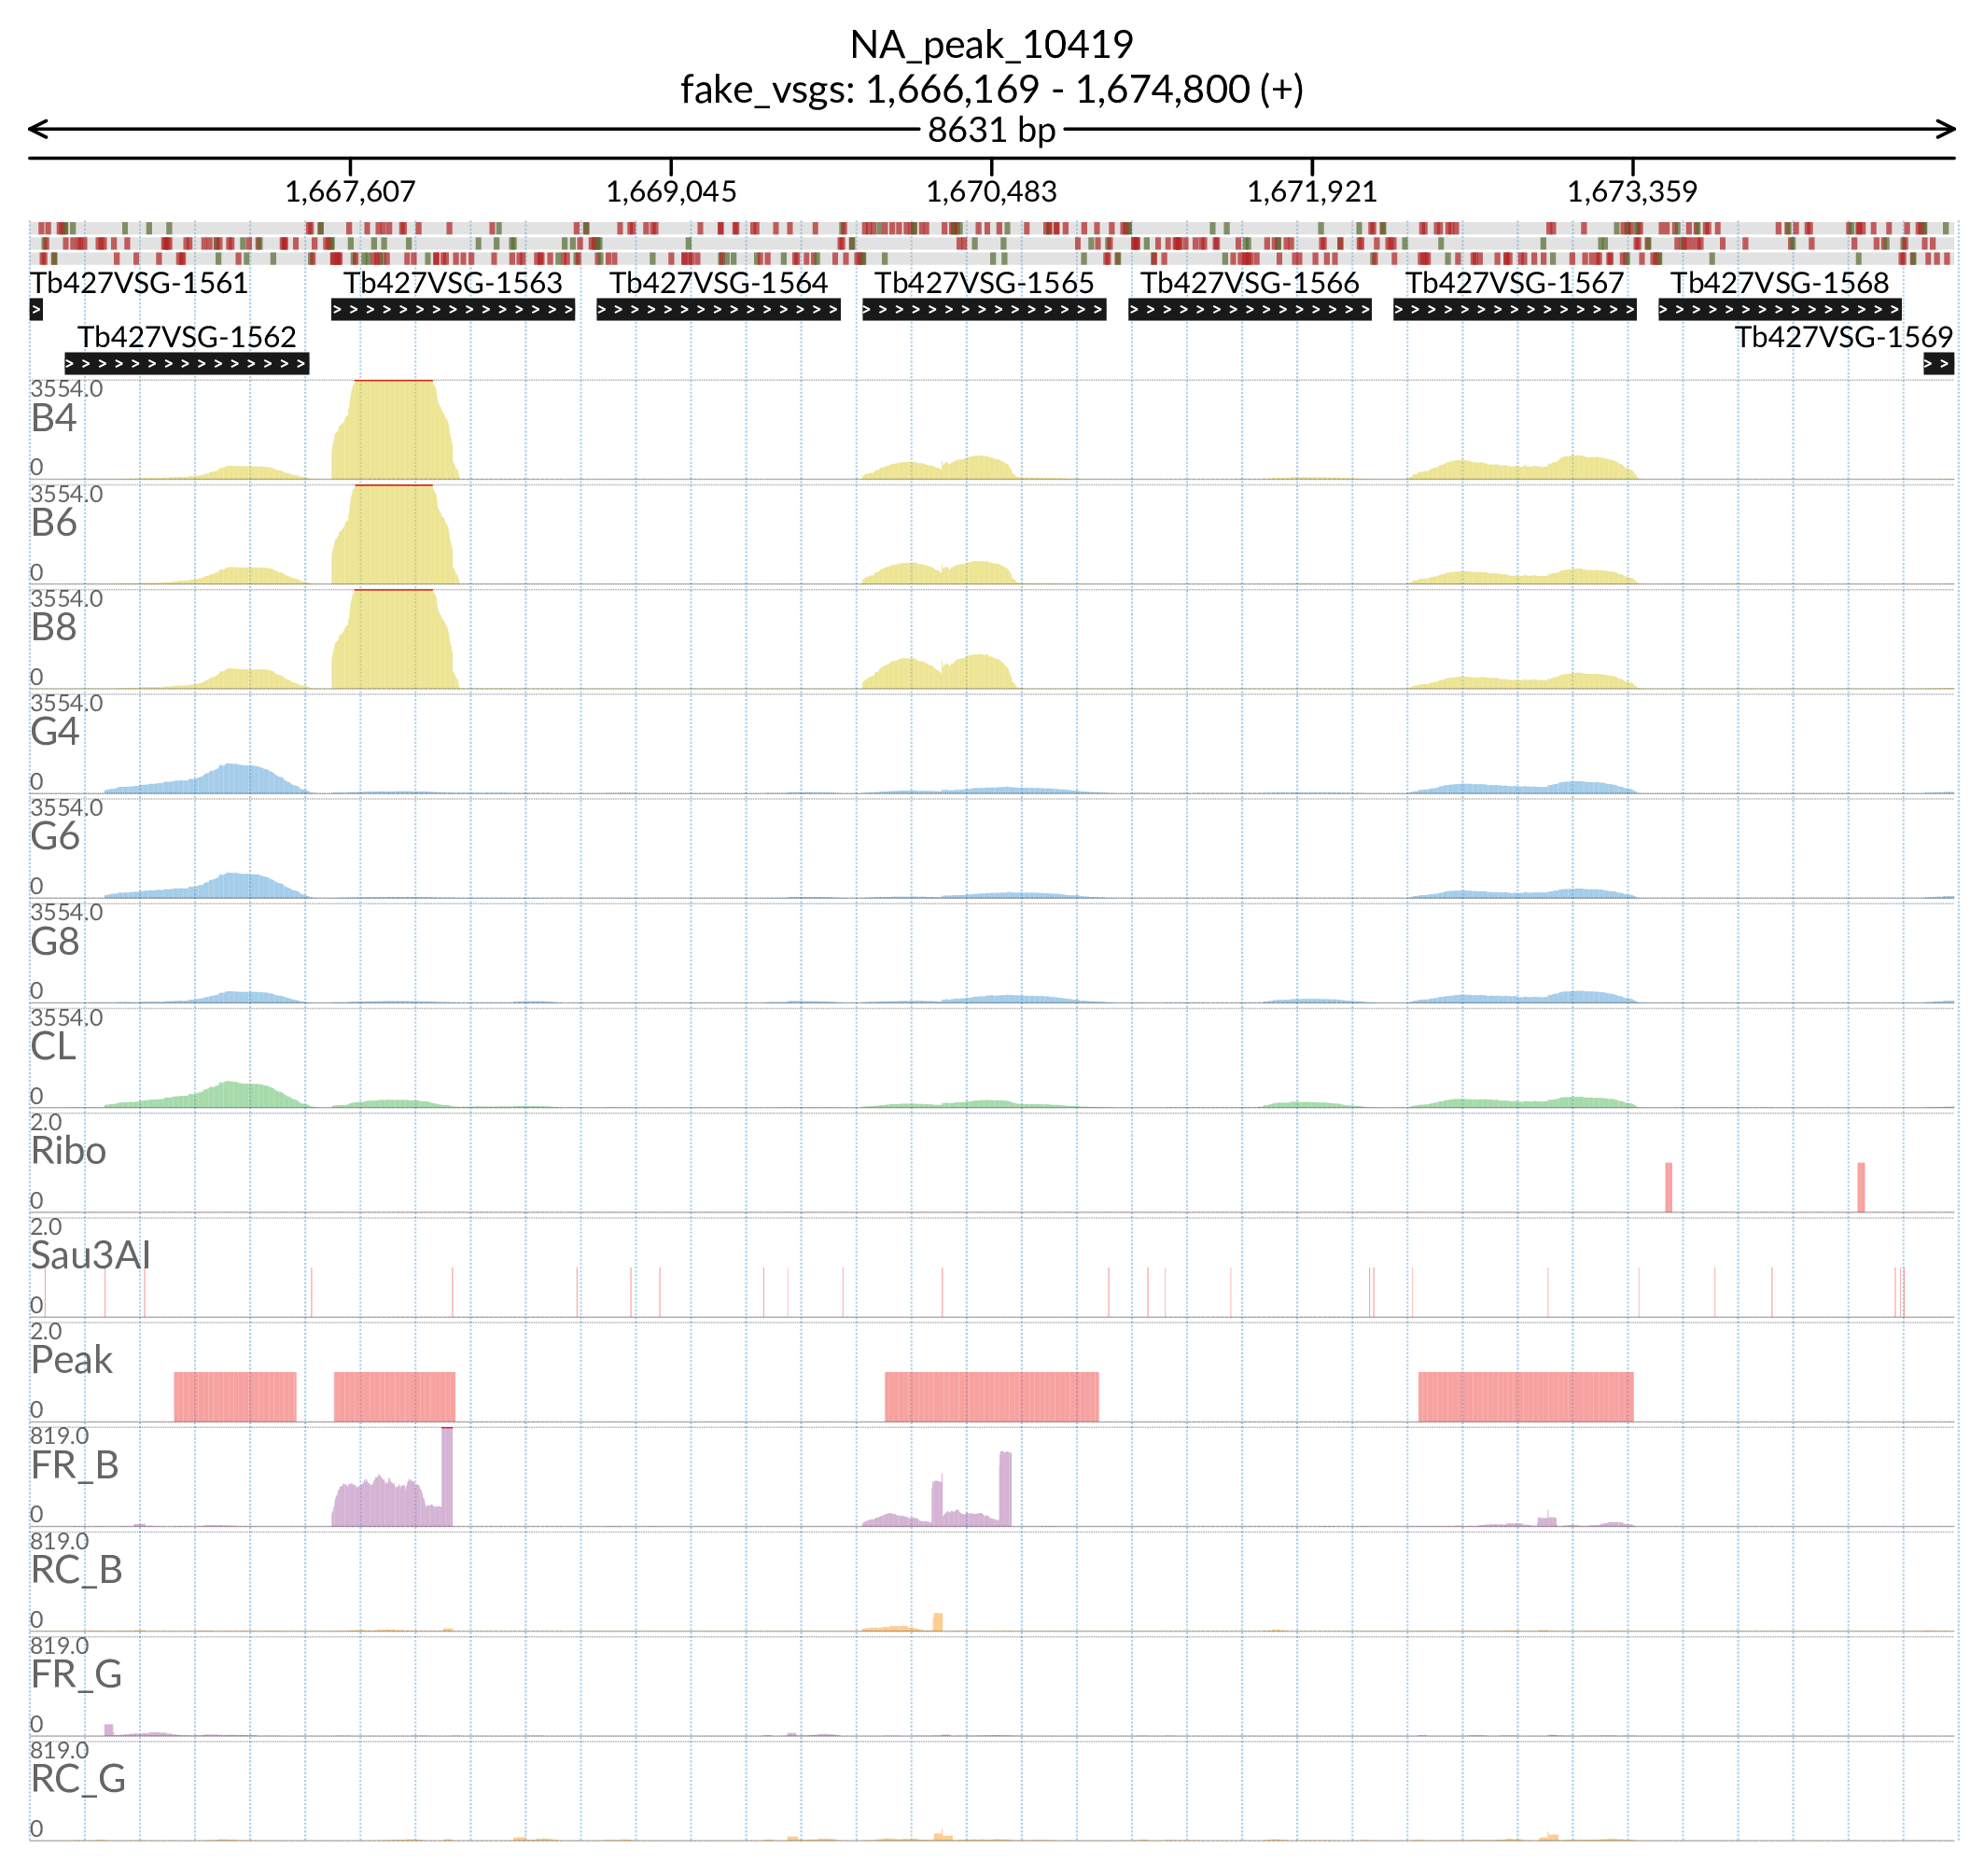 NA_peak_10419
fake_vsgs: 1,666,169 - 1,674,800 (+)
8631 bp
1,667,607 1,669,045 1,670,483 1,671,921 1,673,359
Tb427VSG-1561 Tb427VSG-1563 Tb427VSG-1564 Tb427VSG-1565 Tb427VSG-1566 Tb427VSG-1567 Tb427VSG-1568
Tb427VSG-1562 Tb427VSG-1569
3554.0
B4
0
3554.0
B6
0
3554.0
B8
0
3554.0
G4
0
3554.0
G6
0
3554.0
G8
0
3554.0
CL
0
2.0
Ribo
0
2.0
Sau3AI
0
2.0
Peak
0
819.0
FR_B
0
819.0
RC_B
0
819.0
FR_G
0
819.0
RC_G
0